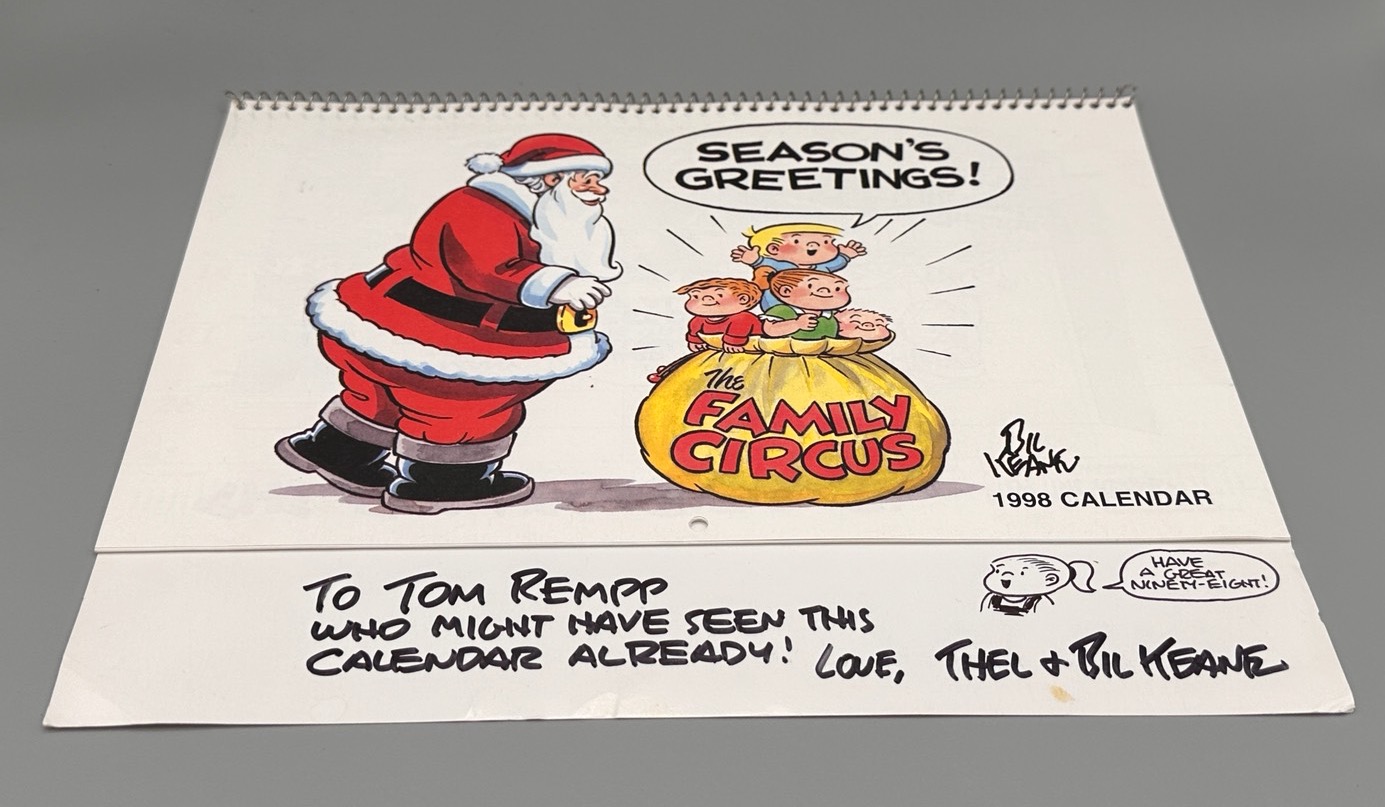 SEASON'S
GREETINGS!
The
FAMILY
CIRCUS
BIL
KEANE
1998 CALENDAR
HAVE
A GREAT
NINETY-EIGHT!
TO TOM REMPP
WHO MIGHT HAVE SEEN THIS
CALENDAR ALREADY!
LOVE, THEL & BIL KEANE